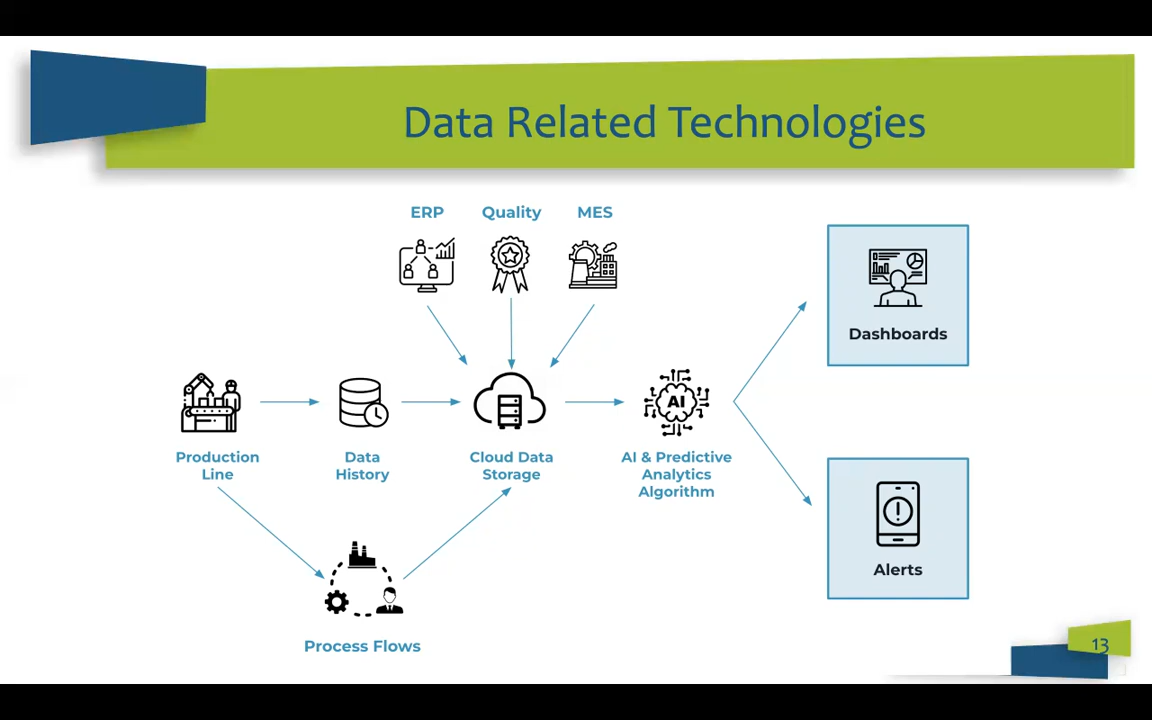 Data Related Technologies
ERP
Quality
MES
Dashboards
AI
Production
Line
Data
History
Cloud Data
Storage
AI & Predictive
Analytics
Algorithm
Alerts
Process Flows
13